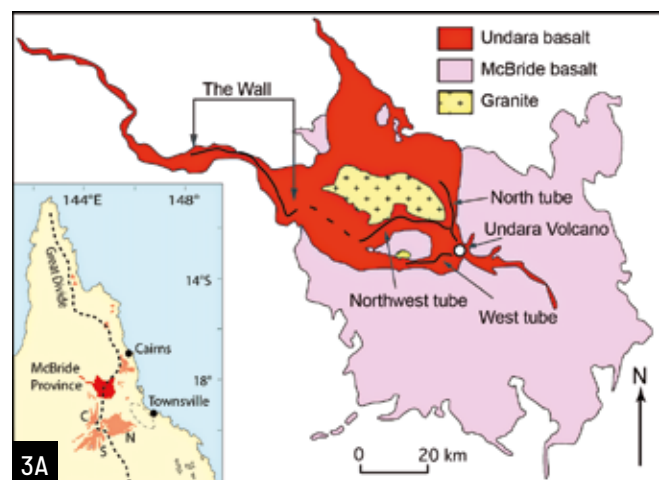 Undara basalt
McBride basalt
Granite
The Wall
North tube
Undara Volcano
Northwest tube
West tube
N
0 20 km
144°E
148°
14°S
18°
Great Divide
Cairns
McBride
Province
Townsville
C
N
S
3A